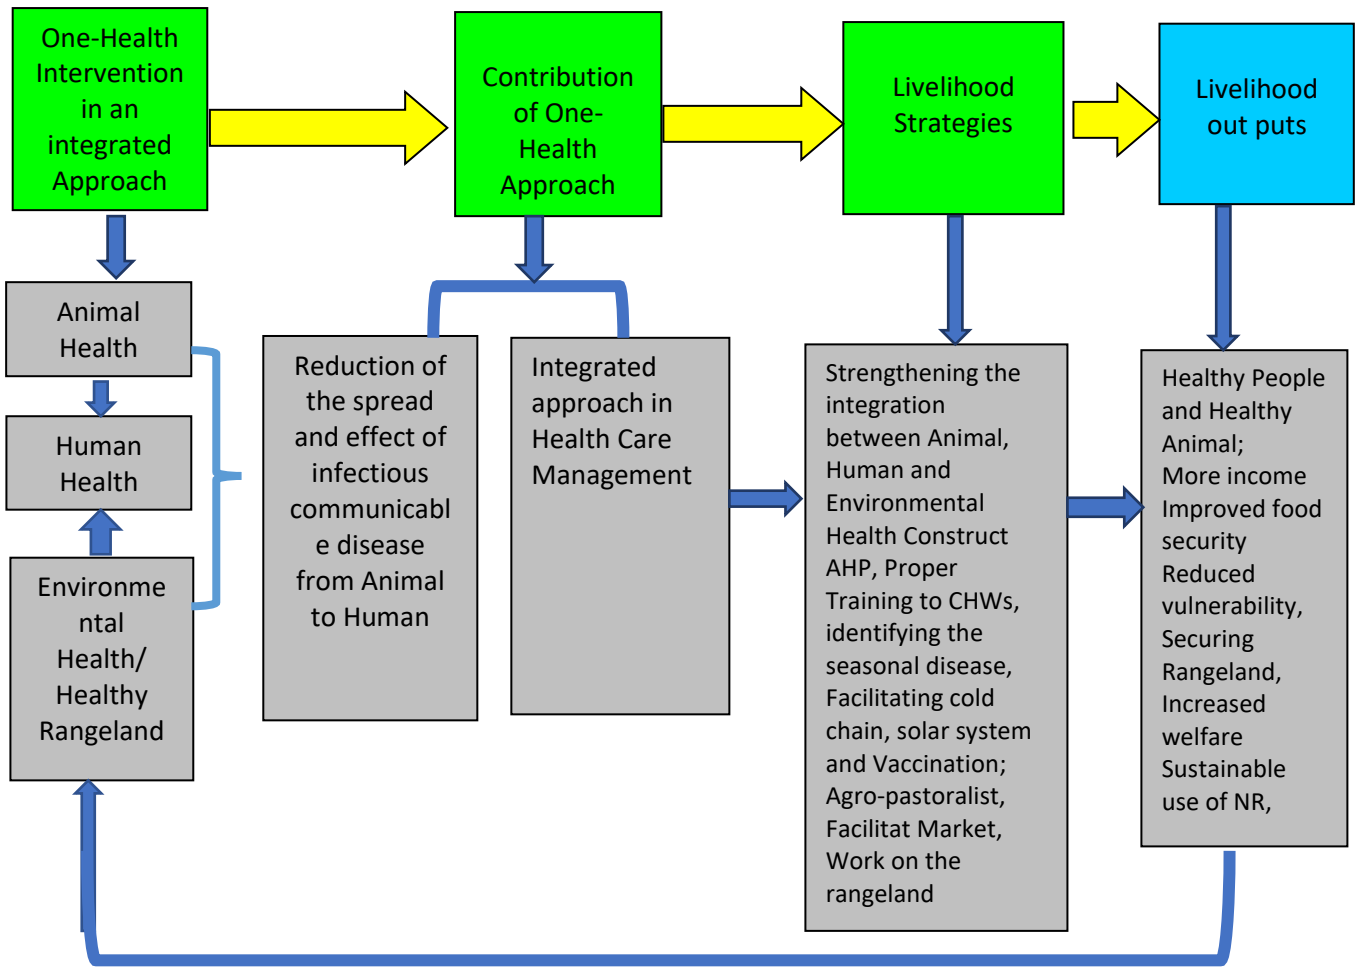 One-Health
Intervention
in an
integrated
Approach
Contribution
of One-
Health
Approach
Livelihood
Strategies
Livelihood
out puts
Animal
Health
Human
Health
Environme
ntal
Health/
Healthy
Rangeland
Reduction of
the spread
and effect of
infectious
communicabl
e disease
from Animal
to Human
Integrated
approach in
Health Care
Management
Strengthening the
integration
between Animal,
Human and
Environmental
Health Construct
AHP, Proper
Training to CHWs,
identifying the
seasonal disease,
Facilitating cold
chain, solar system
and Vaccination;
Agro-pastoralist,
Facilitat Market,
Work on the
rangeland
Healthy People
and Healthy
Animal;
More income
Improved food
security
Reduced
vulnerability,
Securing
Rangeland,
Increased
welfare
Sustainable
use of NR,